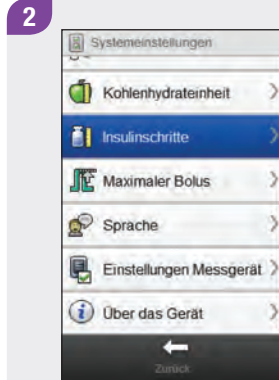 2
Systemeinstellungen
Kohlenhydrateinheit
Insulinschritte
Maximaler Bolus
Sprache
Einstellungen Messgerät
Über das Gerät
Zurück